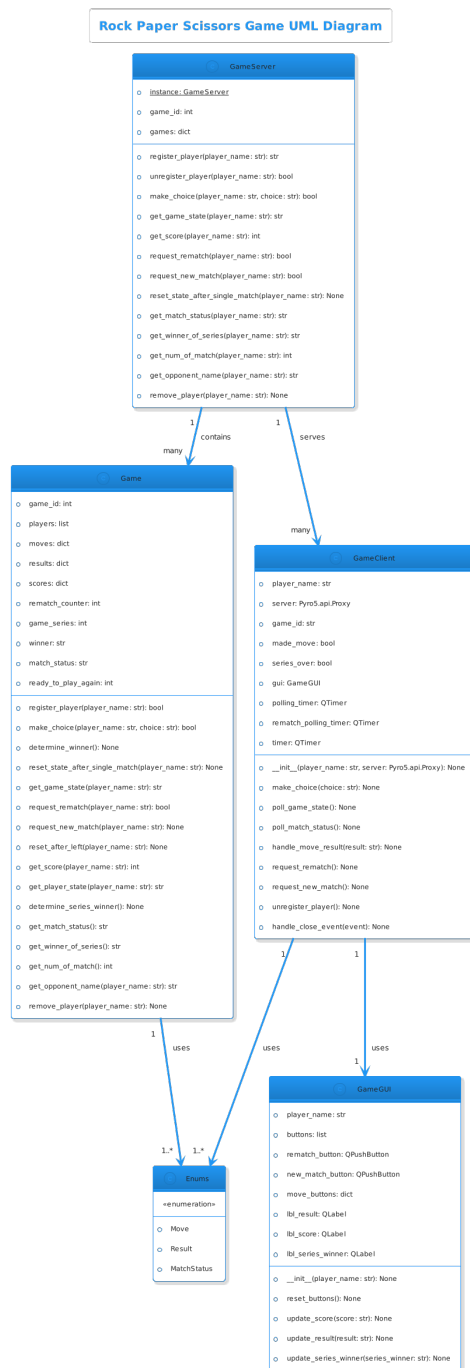 Rock Paper Scissors Game UML Diagram
GameServer
instance: GameServer
game_id: int
games: dict
register_player(player_name: str): str
unregister_player(player_name: str): bool
make_choice(player_name: str, choice: str): bool
get_game_state(player_name: str): str
get_score(player_name: str): int
request_rematch(player_name: str): bool
request_new_match(player_name: str): bool
reset_state_after_single_match(player_name: str): None
get_match_status(player_name: str): str
get_winner_of_series(player_name: str): str
get_num_of_match(player_name: str): int
get_opponent_name(player_name: str): str
remove_player(player_name: str): None
1
contains
many
1
serves
many
Game
game_id: int
players: list
moves: dict
results: dict
scores: dict
rematch_counter: int
game_series: int
winner: str
match_status: str
ready_to_play_again: int
register_player(player_name: str): bool
make_choice(player_name: str, choice: str): bool
determine_winner(): None
reset_state_after_single_match(player_name: str): None
get_game_state(player_name: str): str
request_rematch(player_name: str): bool
request_new_match(player_name: str): None
reset_after_left(player_name: str): None
get_score(player_name: str): int
get_player_state(player_name: str): str
determine_series_winner(): None
get_match_status(): str
get_winner_of_series(): str
get_num_of_match(): int
get_opponent_name(player_name: str): str
remove_player(player_name: str): None
GameClient
player_name: str
server: Pyro5.api.Proxy
game_id: str
made_move: bool
series_over: bool
gui: GameGUI
polling_timer: QTimer
rematch_polling_timer: QTimer
timer: QTimer
__init__(player_name: str, server: Pyro5.api.Proxy): None
make_choice(choice: str): None
poll_game_state(): None
poll_match_status(): None
handle_move_result(result: str): None
request_rematch(): None
request_new_match(): None
unregister_player(): None
handle_close_event(event): None
1
uses
1..*
1
uses
1..*
1
uses
1
Enums
«enumeration»
Move
Result
MatchStatus
GameGUI
player_name: str
buttons: list
rematch_button: QPushButton
new_match_button: QPushButton
move_buttons: dict
lbl_result: QLabel
lbl_score: QLabel
lbl_series_winner: QLabel
__init__(player_name: str): None
reset_buttons(): None
update_score(score: str): None
update_result(result: str): None
update_series_winner(series_winner: str): None